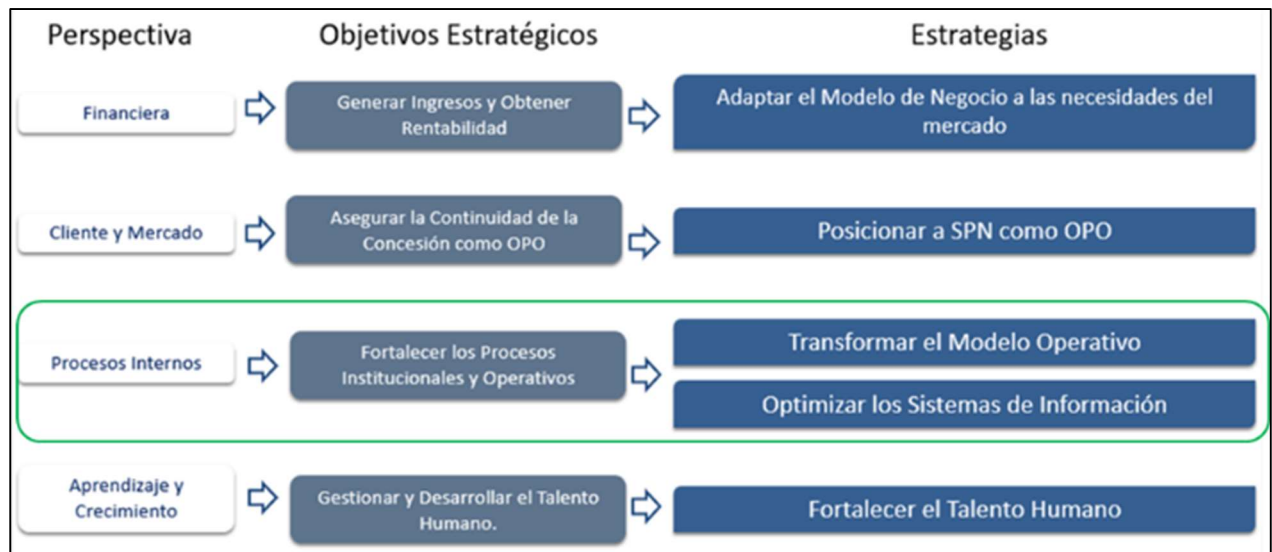 Perspectiva
Objetivos Estratégicos
Estrategias
Financiera
Generar Ingresos y Obtener
Rentabilidad
Adaptar el Modelo de Negocio a las necesidades del
mercado
Cliente y Mercado
Asegurar la Continuidad de la
Concesión como OPO
Posicionar a SPN como OPO
Procesos Internos
Fortalecer los Procesos
Institucionales y Operativos
Transformar el Modelo Operativo
Optimizar los Sistemas de Información
Aprendizaje y
Crecimiento
Gestionar y Desarrollar el Talento
Humano.
Fortalecer el Talento Humano